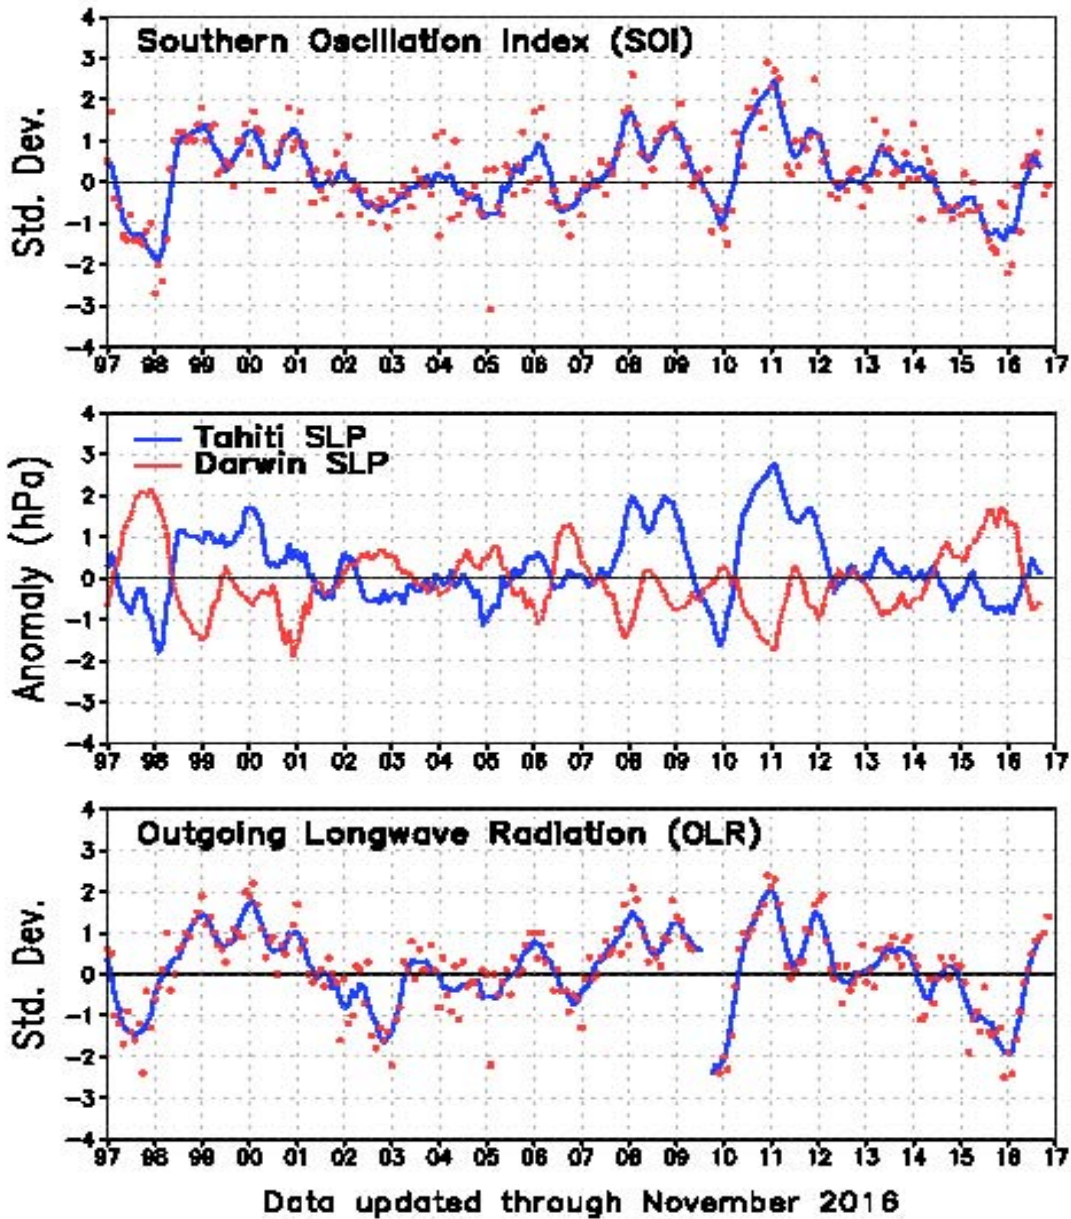 Southern Oscillation Index (SOI)
Std. Dev.
4
3
2
1
0
-1
-2
-3
-4
97 98 99 00 01 02 03 04 05 06 07 08 09 10 11 12 13 14 15 16 17
Tahiti SLP
Darwin SLP
Anomaly (hPa)
4
3
2
1
0
-1
-2
-3
-4
97 98 99 00 01 02 03 04 05 06 07 08 09 10 11 12 13 14 15 16 17
Outgoing Longwave Radiation (OLR)
Std. Dev.
4
3
2
1
0
-1
-2
-3
-4
97 98 99 00 01 02 03 04 05 06 07 08 09 10 11 12 13 14 15 16 17
Data updated through November 2016